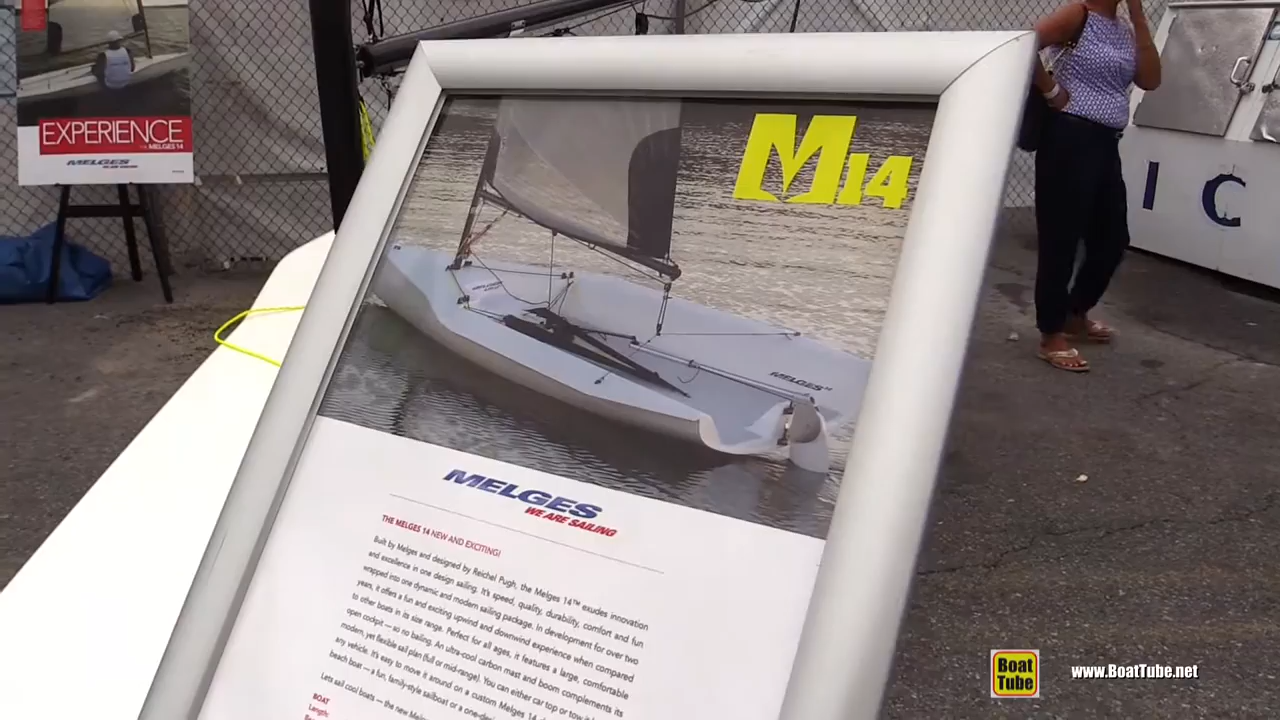 EXPERIENCE
THE MELGES 14
MELGES
M14
I C
MELGES 14
MELGES
WE ARE SAILING
THE MELGES 14 NEW AND EXCITING!
Built by Melges and designed by Reichel Pugh, the Melges 14™ exudes innovation
and excellence in one design sailing. It's speed, quality, durability, comfort and fun
wrapped into one dynamic and modern sailing package. In development for over two
years, it offers a fun and exciting upwind and downwind experience when compared
to other boats in its size range. Perfect for all ages, it features a large, comfortable
open cockpit — so no bailing. An ultra-cool carbon mast and boom complements its
modern, yet flexible sail plan (full or mid-range). You can either car top or tow it
any vehicle. It's easy to move it around on a custom Melges 14
beach boat — a fun, family-style sailboat or a one-
Lets sail cool boats — the new
BOAT
Length:
Boat
Tube
www.BoatTube.net